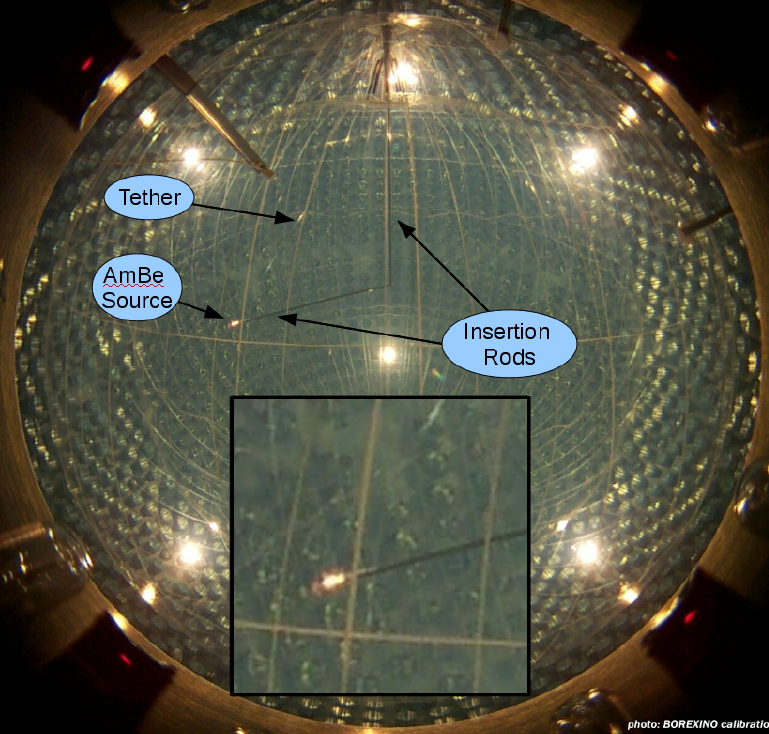 Tether
AmBe
Source
Insertion
Rods
photo: BOREXINO calibratio